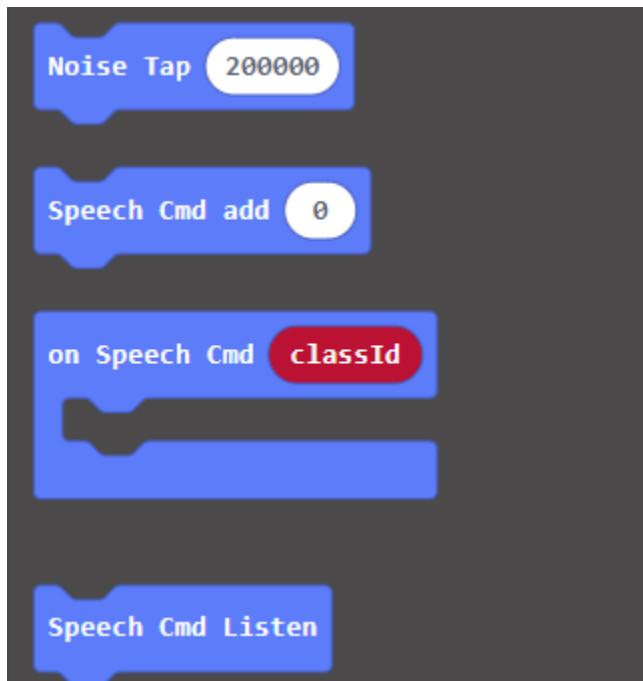 Noise Tap 200000
Speech Cmd add 0
on Speech Cmd classId
Speech Cmd Listen